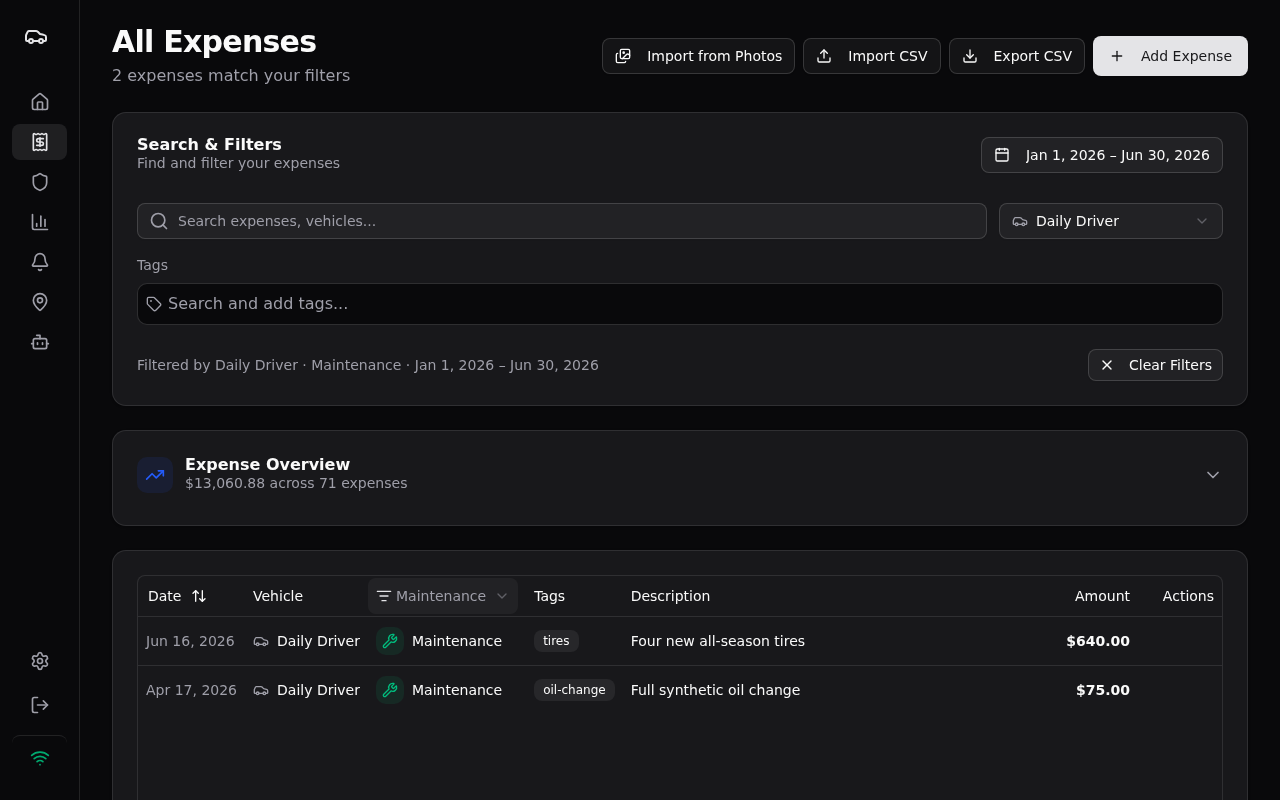 All Expenses
2 expenses match your filters
Import from Photos
Import CSV
Export CSV
Add Expense
Search & Filters
Find and filter your expenses
Jan 1, 2026 – Jun 30, 2026
Search expenses, vehicles...
Daily Driver
Tags
Search and add tags...
Filtered by Daily Driver · Maintenance · Jan 1, 2026 – Jun 30, 2026
Clear Filters
Expense Overview
$13,060.88 across 71 expenses
Date Vehicle Maintenance Tags Description Amount Actions
Jun 16, 2026 Daily Driver Maintenance tires Four new all-season tires $640.00
Apr 17, 2026 Daily Driver Maintenance oil-change Full synthetic oil change $75.00